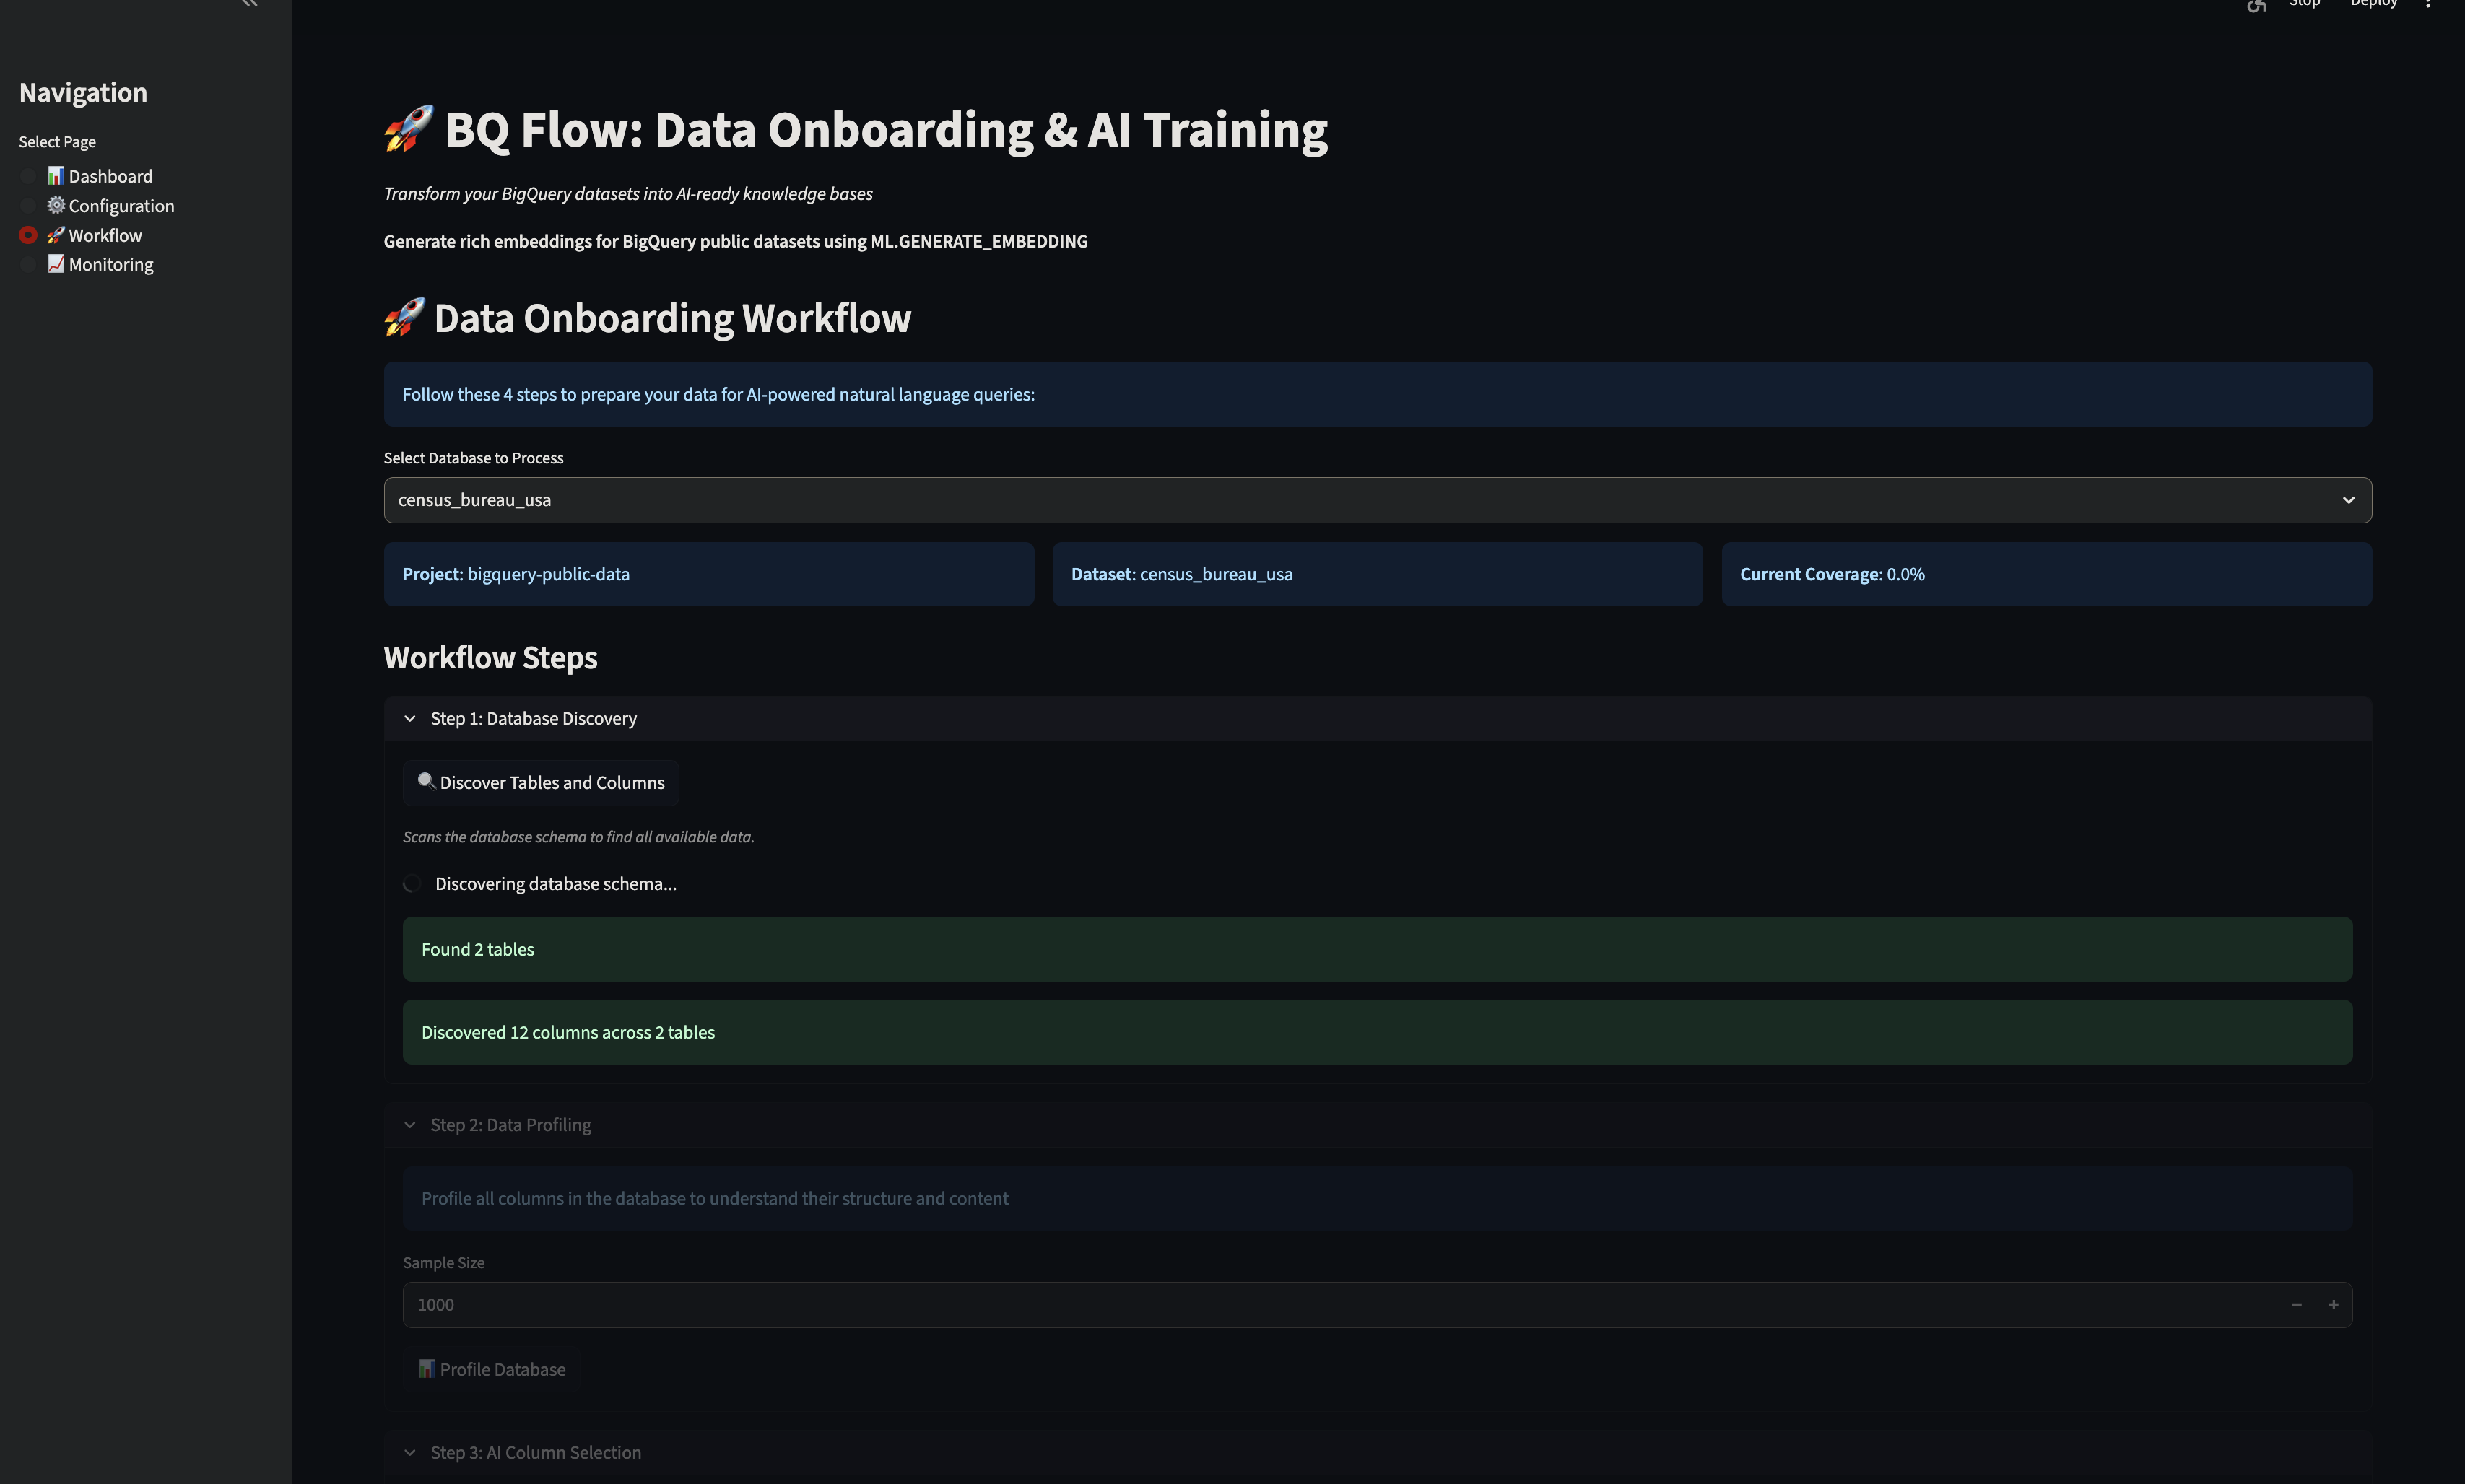 Stop
Deploy
Navigation
Select Page
Dashboard
Configuration
Workflow
Monitoring
BQ Flow: Data Onboarding & AI Training
Transform your BigQuery datasets into AI-ready knowledge bases
Generate rich embeddings for BigQuery public datasets using ML.GENERATE_EMBEDDING
Data Onboarding Workflow
Follow these 4 steps to prepare your data for AI-powered natural language queries:
Select Database to Process
census_bureau_usa
Project: bigquery-public-data
Dataset: census_bureau_usa
Current Coverage: 0.0%
Workflow Steps
Step 1: Database Discovery
Discover Tables and Columns
Scans the database schema to find all available data.
Discovering database schema...
Found 2 tables
Discovered 12 columns across 2 tables
Step 2: Data Profiling
Profile all columns in the database to understand their structure and content
Sample Size
1000
Profile Database
Step 3: AI Column Selection